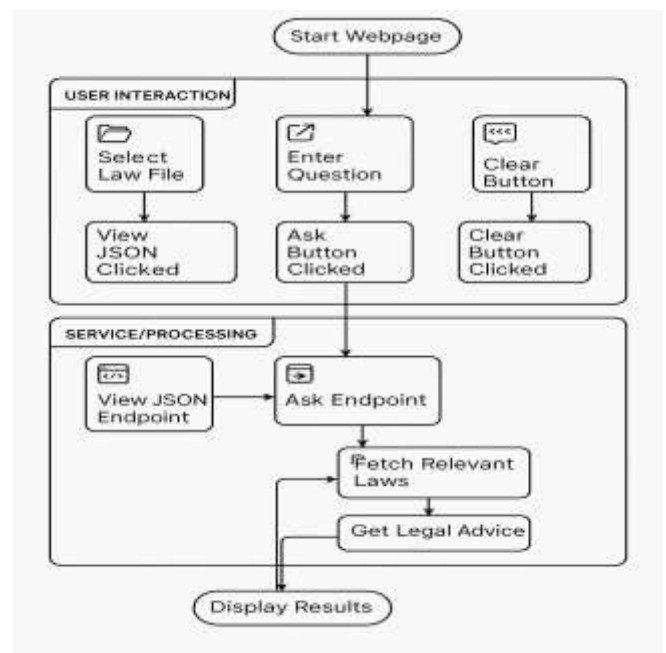 Start Webpage
USER INTERACTION
Select
Law File
Enter
Question
Clear
Button
View
JSON
Clicked
Ask
Button
Clicked
Clear
Button
Clicked
SERVICE/PROCESSING
View JSON
Endpoint
Ask Endpoint
Fetch Relevant
Laws
Get Legal Advice
Display Results